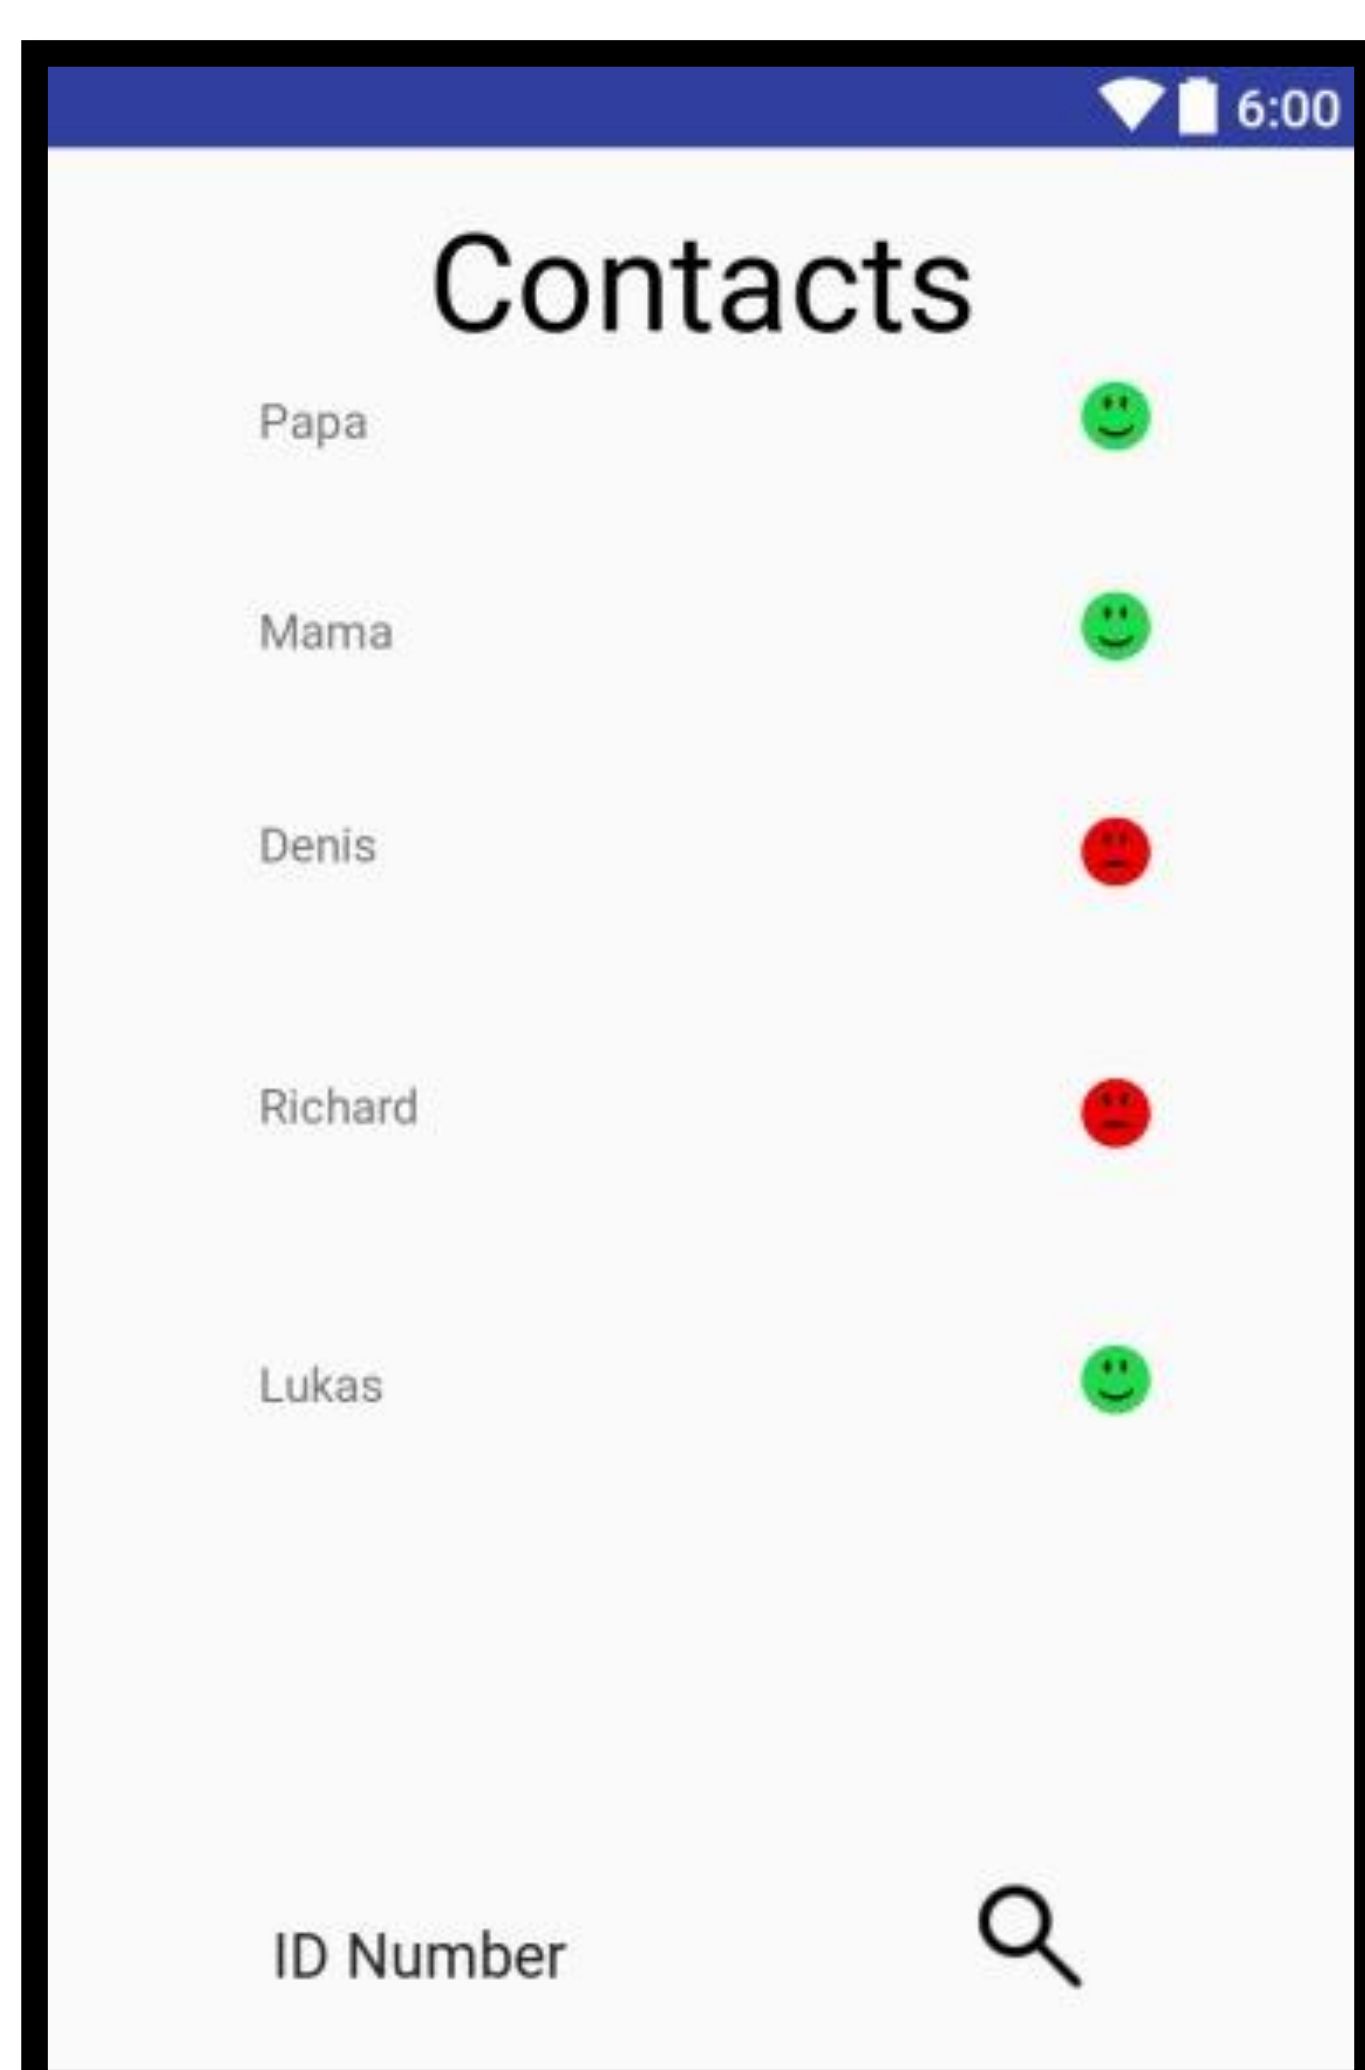 6:00
Contacts
Papa
Mama
Denis
Richard
Lukas
ID Number